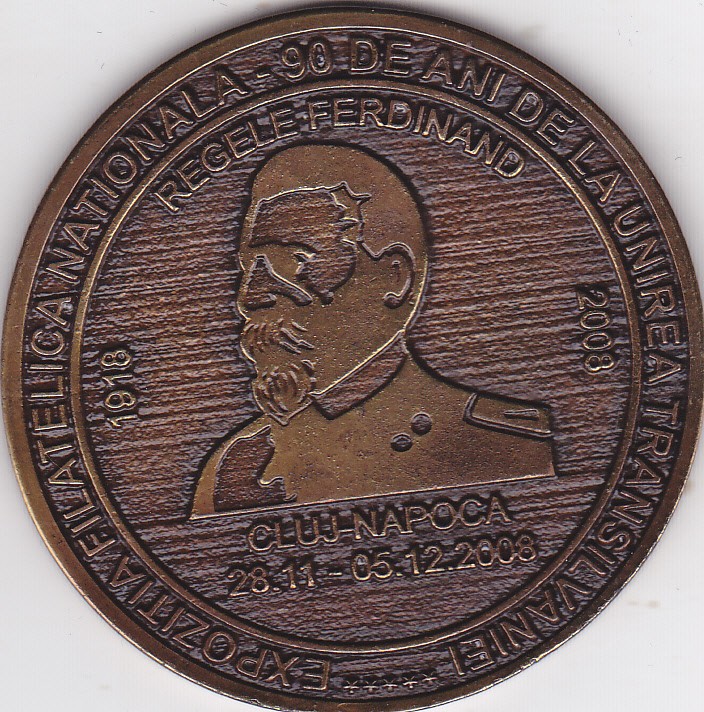 EXPOZITIA FILATELICA NATIONALA - 90 DE ANI DE LA UNIREA TRANSILVANIEI
REGELE FERDINAND
1918
2008
CLUJ-NAPOCA
28.11 - 05.12.2008